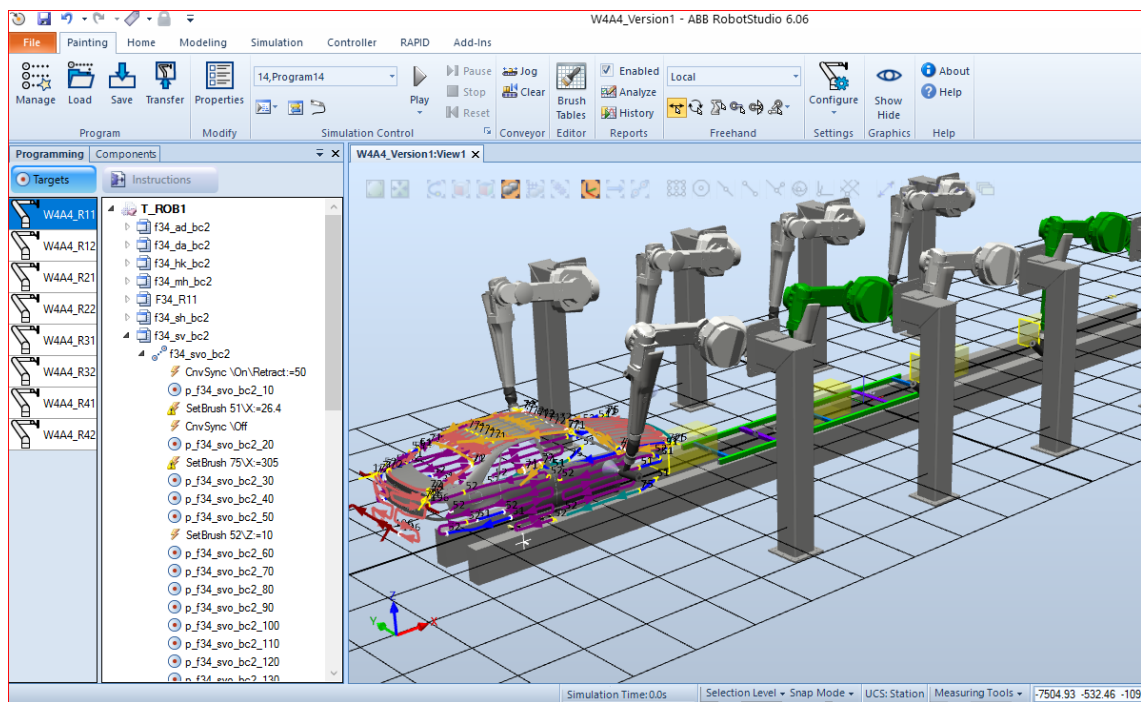 W4A4_Version1 - ABB RobotStudio 6.06
File Painting Home Modeling Simulation Controller RAPID Add-Ins
Manage Load Save Transfer Properties
14,Program14
Play
Pause
Stop
Reset
Jog
Clear
Brush
Tables
Enabled
Analyze
History
Local
Configure
Show
Hide
About
Help
Program Modify Simulation Control Conveyor Editor Reports Freehand Settings Graphics Help
Programming Components
W4A4_Version1:View1
Targets Instructions
W4A4_R11
W4A4_R12
W4A4_R21
W4A4_R22
W4A4_R31
W4A4_R32
W4A4_R41
W4A4_R42
T_ROB1
f34_ad_bc2
f34_da_bc2
f34_hk_bc2
f34_mh_bc2
F34_R11
f34_sh_bc2
f34_sv_bc2
f34_svo_bc2
CnvSync \On\Retract:=50
p_f34_svo_bc2_10
SetBrush 51\X:=26.4
CnvSync \Off
p_f34_svo_bc2_20
SetBrush 75\X:=305
p_f34_svo_bc2_30
p_f34_svo_bc2_40
p_f34_svo_bc2_50
SetBrush 52\Z:=10
p_f34_svo_bc2_60
p_f34_svo_bc2_70
p_f34_svo_bc2_80
p_f34_svo_bc2_90
p_f34_svo_bc2_100
p_f34_svo_bc2_110
p_f34_svo_bc2_120
p_f34_svo_bc2_130
Z
Y
X
Simulation Time: 0.0s Selection Level Snap Mode UCS: Station Measuring Tools -7504.93 -532.46 -109